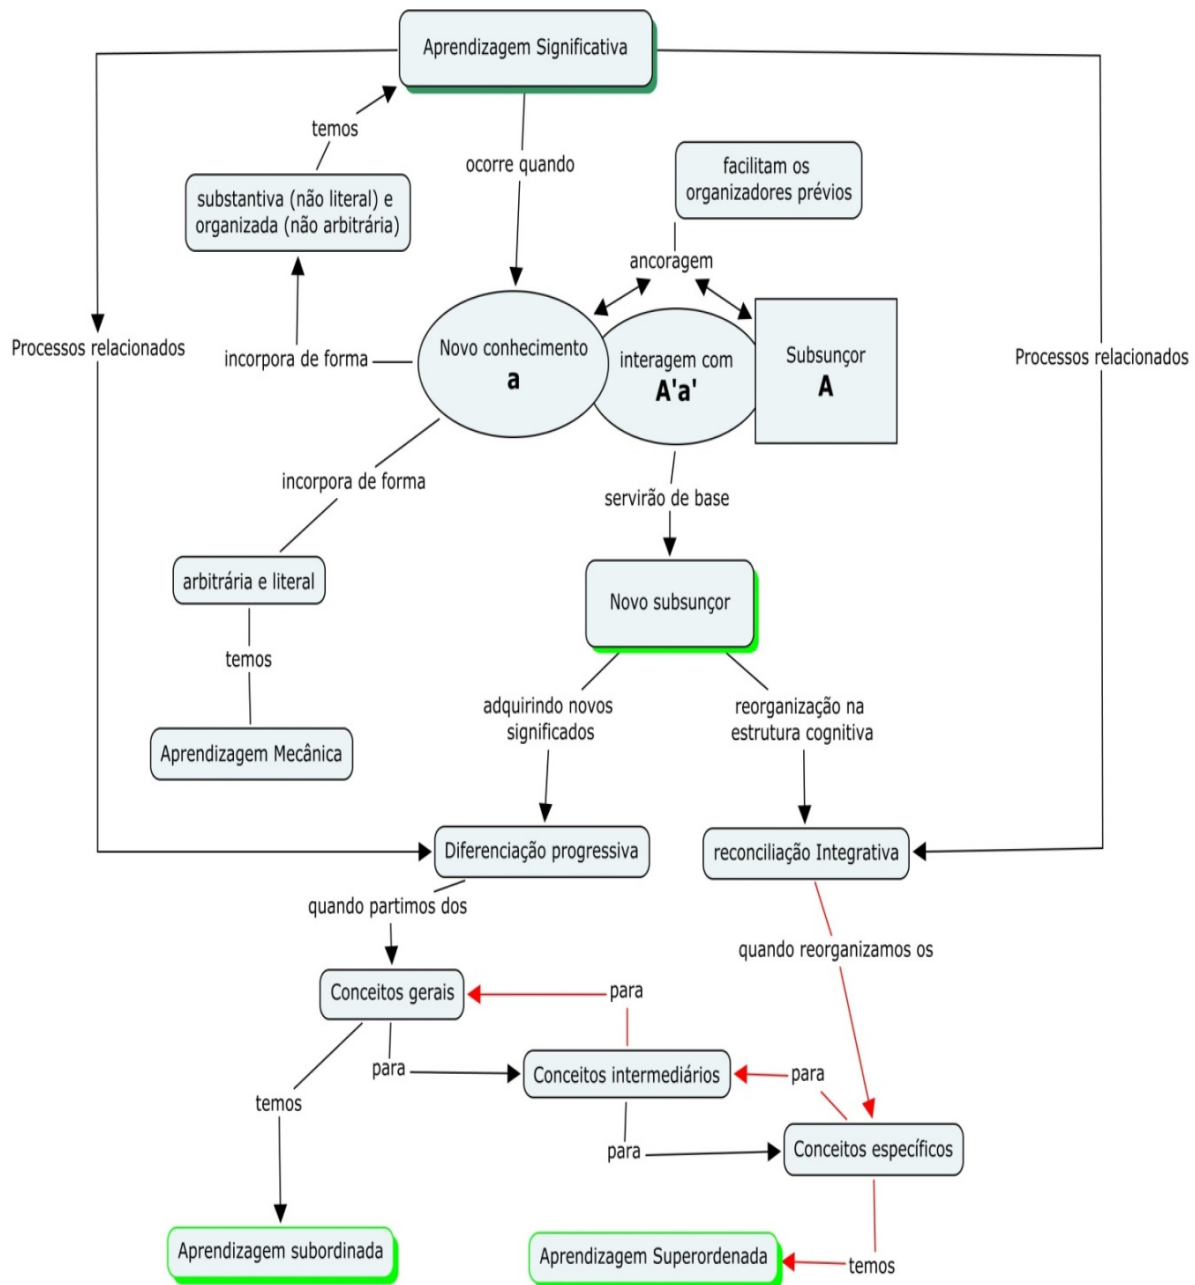 Aprendizagem Significativa
temos
ocorre quando
facilitam os
organizadores prévios
substantiva (não literal) e
organizada (não arbitrária)
ancoragem
Processos relacionados
incorpora de forma
Novo conhecimento
a
interagem com
A'a'
Subsunçor
A
Processos relacionados
incorpora de forma
servirão de base
arbitrária e literal
Novo subsunçor
temos
adquirindo novos
significados
reorganização na
estrutura cognitiva
Aprendizagem Mecânica
Diferenciação progressiva
reconciliação Integrativa
quando partimos dos
quando reorganizamos os
Conceitos gerais
para
para
Conceitos intermediários
para
temos
para
Conceitos específicos
Aprendizagem subordinada
Aprendizagem Superordenada
temos